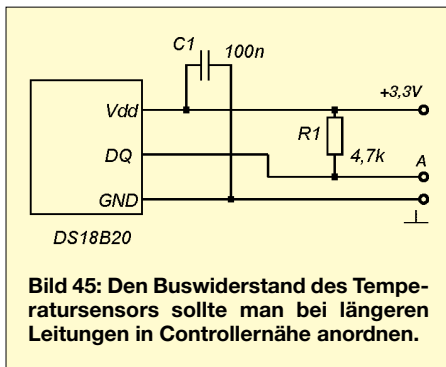 C1
100n
Vdd
+3,3V
R1
4,7k
DQ
A
GND
DS18B20
Bild 45: Den Buswiderstand des Tempe-
ratursensors sollte man bei längeren
Leitungen in Controllernähe anordnen.